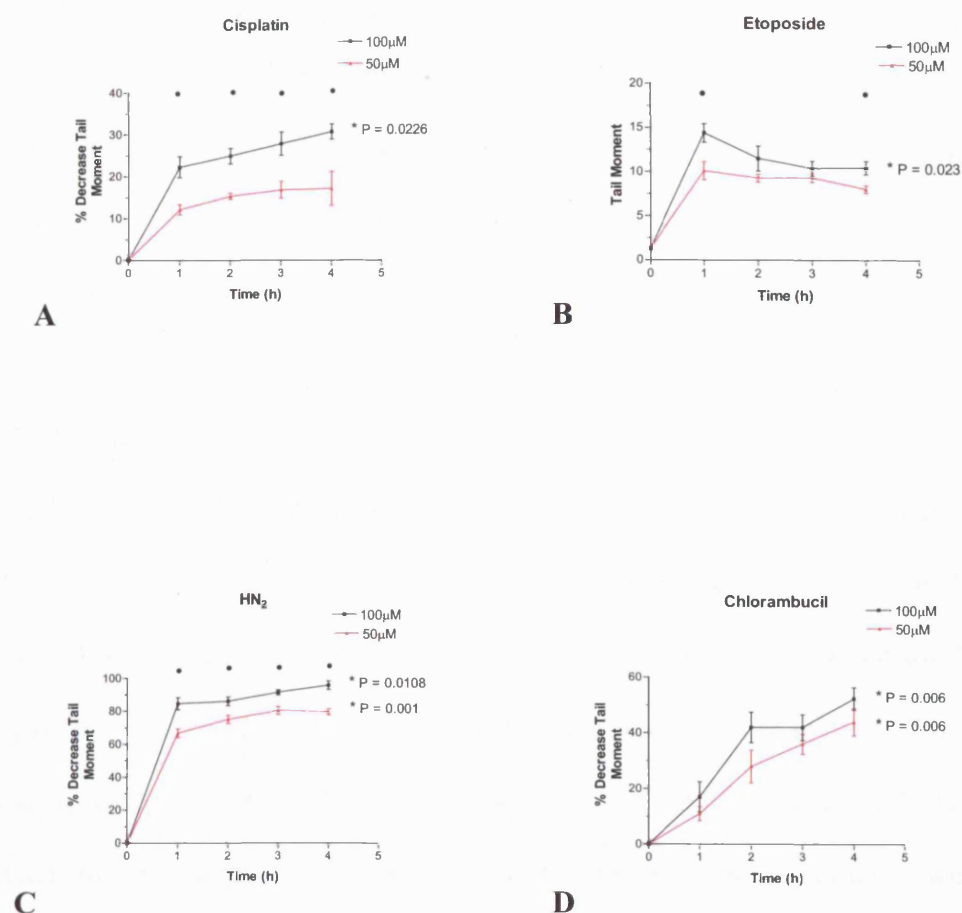 Cisplatin
100µM
50µM
40
30
20
10
0
% Decrease Tail
Moment
* P = 0.0226
0 1 2 3 4 5
Time (h)
A
Etoposide
100µM
50µM
20
15
10
5
0
Tail Moment
* P = 0.023
0 1 2 3 4 5
Time (h)
B
HN₂
100µM
50µM
100
80
60
40
20
0
% Decrease Tail
Moment
* P = 0.0108
* P = 0.001
0 1 2 3 4 5
Time (h)
C
Chlorambucil
100µM
50µM
60
40
20
0
% Decrease Tail
Moment
* P = 0.006
* P = 0.006
0 1 2 3 4 5
Time (h)
D